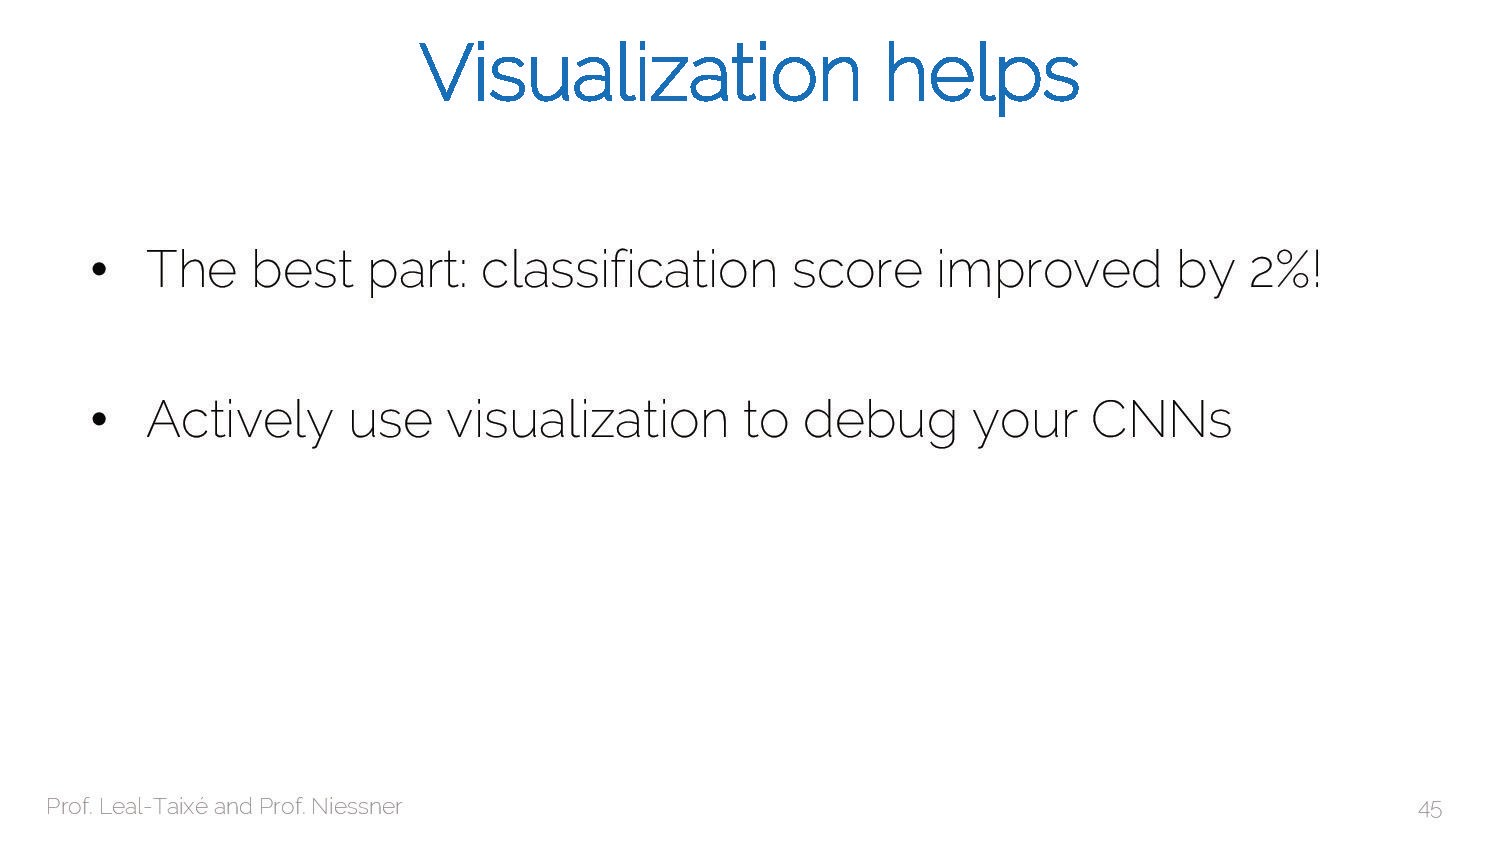 Visualization helps
• The best part: classification score improved by 2%!
• Actively use visualization to debug your CNNs
Prof. Leal-Taixé and Prof. Niessner
45